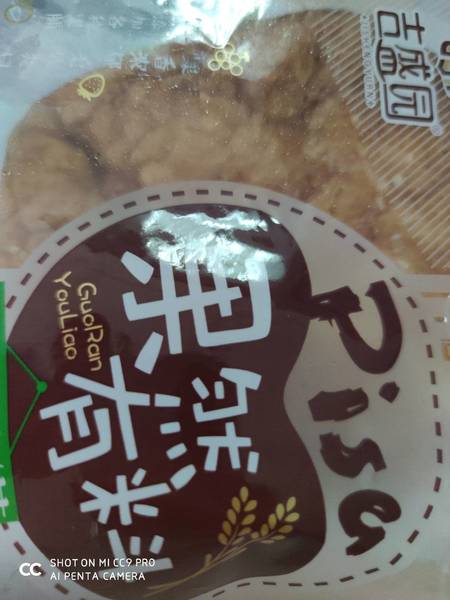 吉盛园®
Pisa
果然
有料
GuoRan
YouLiao
SHOT ON MI CC9 PRO
AI PENTA CAMERA